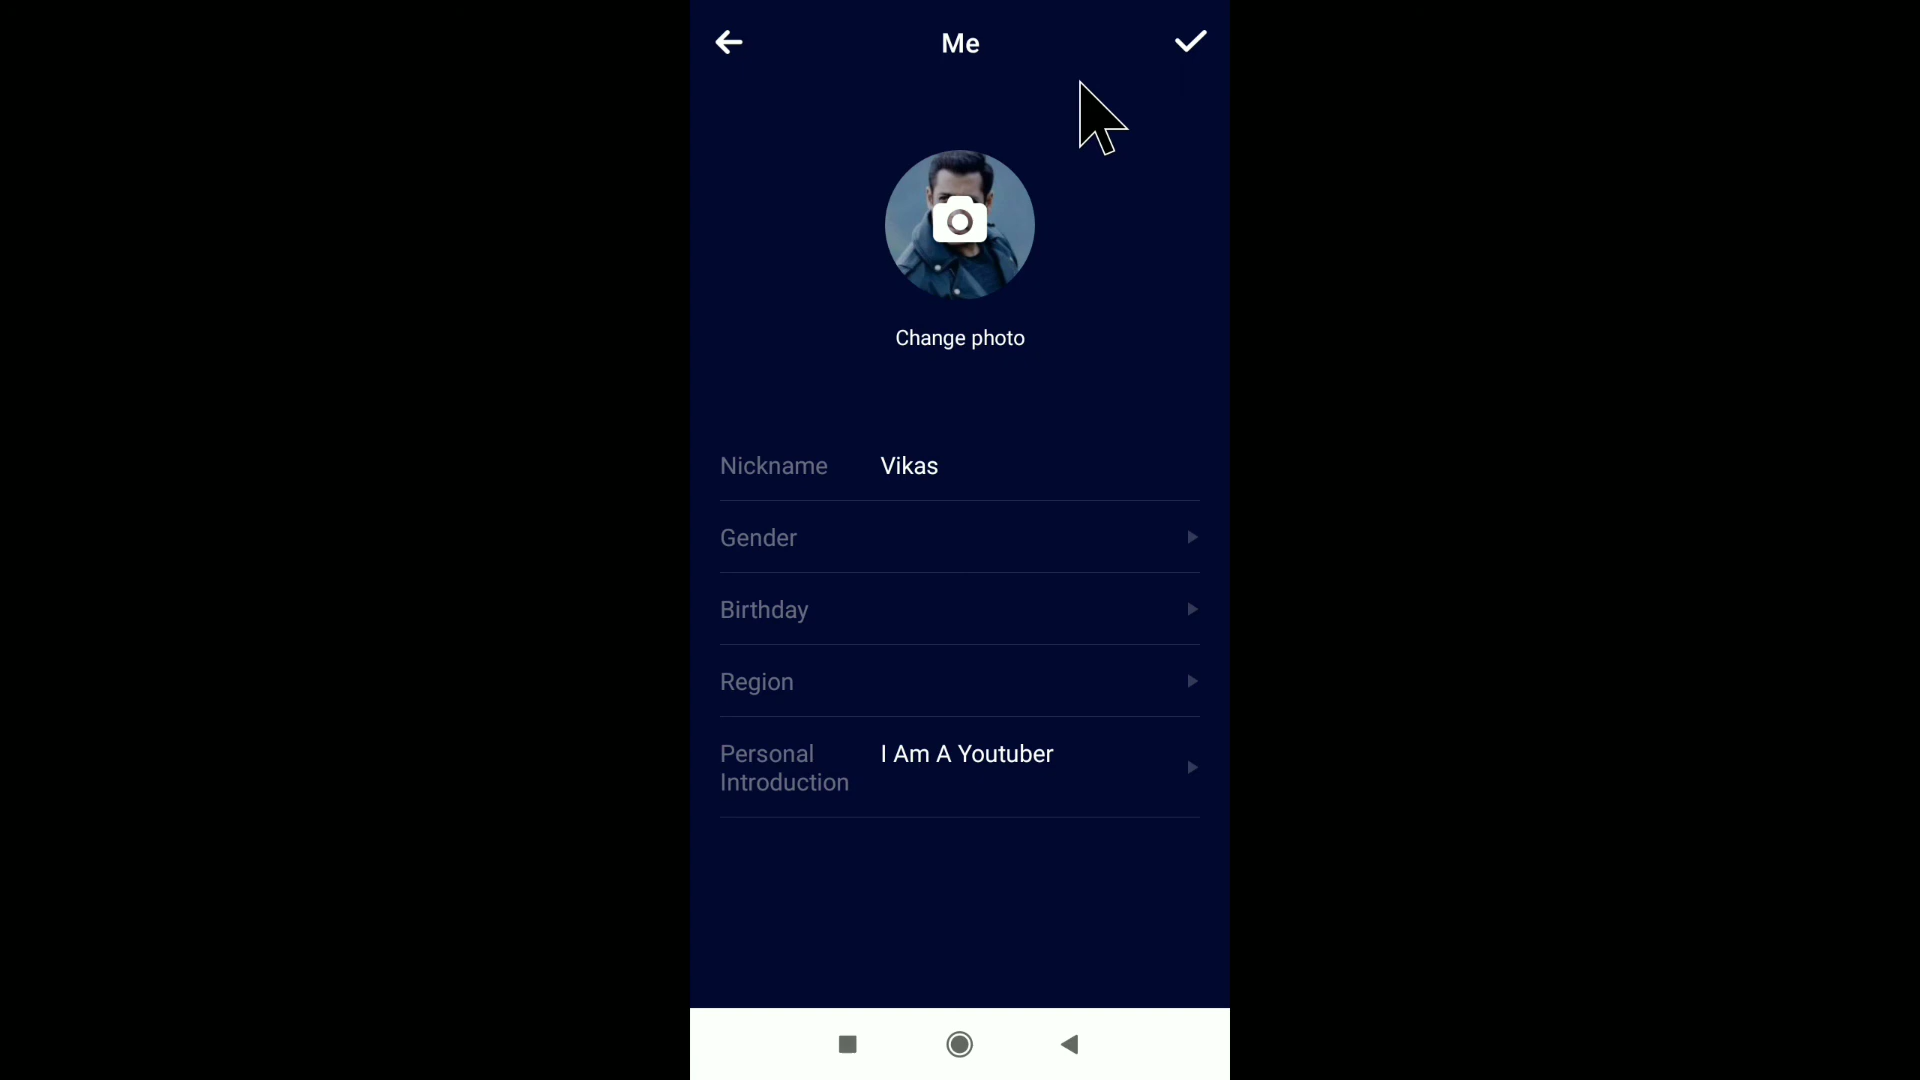 Me
Change photo
Nickname Vikas
Gender
Birthday
Region
Personal I Am A Youtuber
Introduction